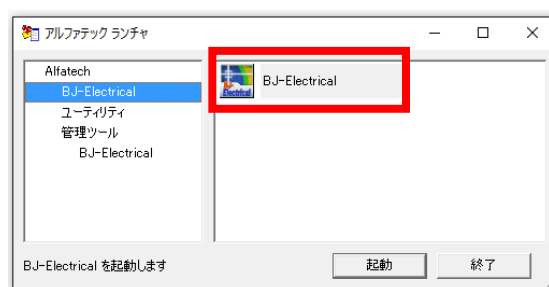 アルファテック ランチャ
Alfatech
BJ-Electrical
ユーティリティ
管理ツール
BJ-Electrical
Electrical
BJ-Electrical
BJ-Electrical を起動します
起動
終了